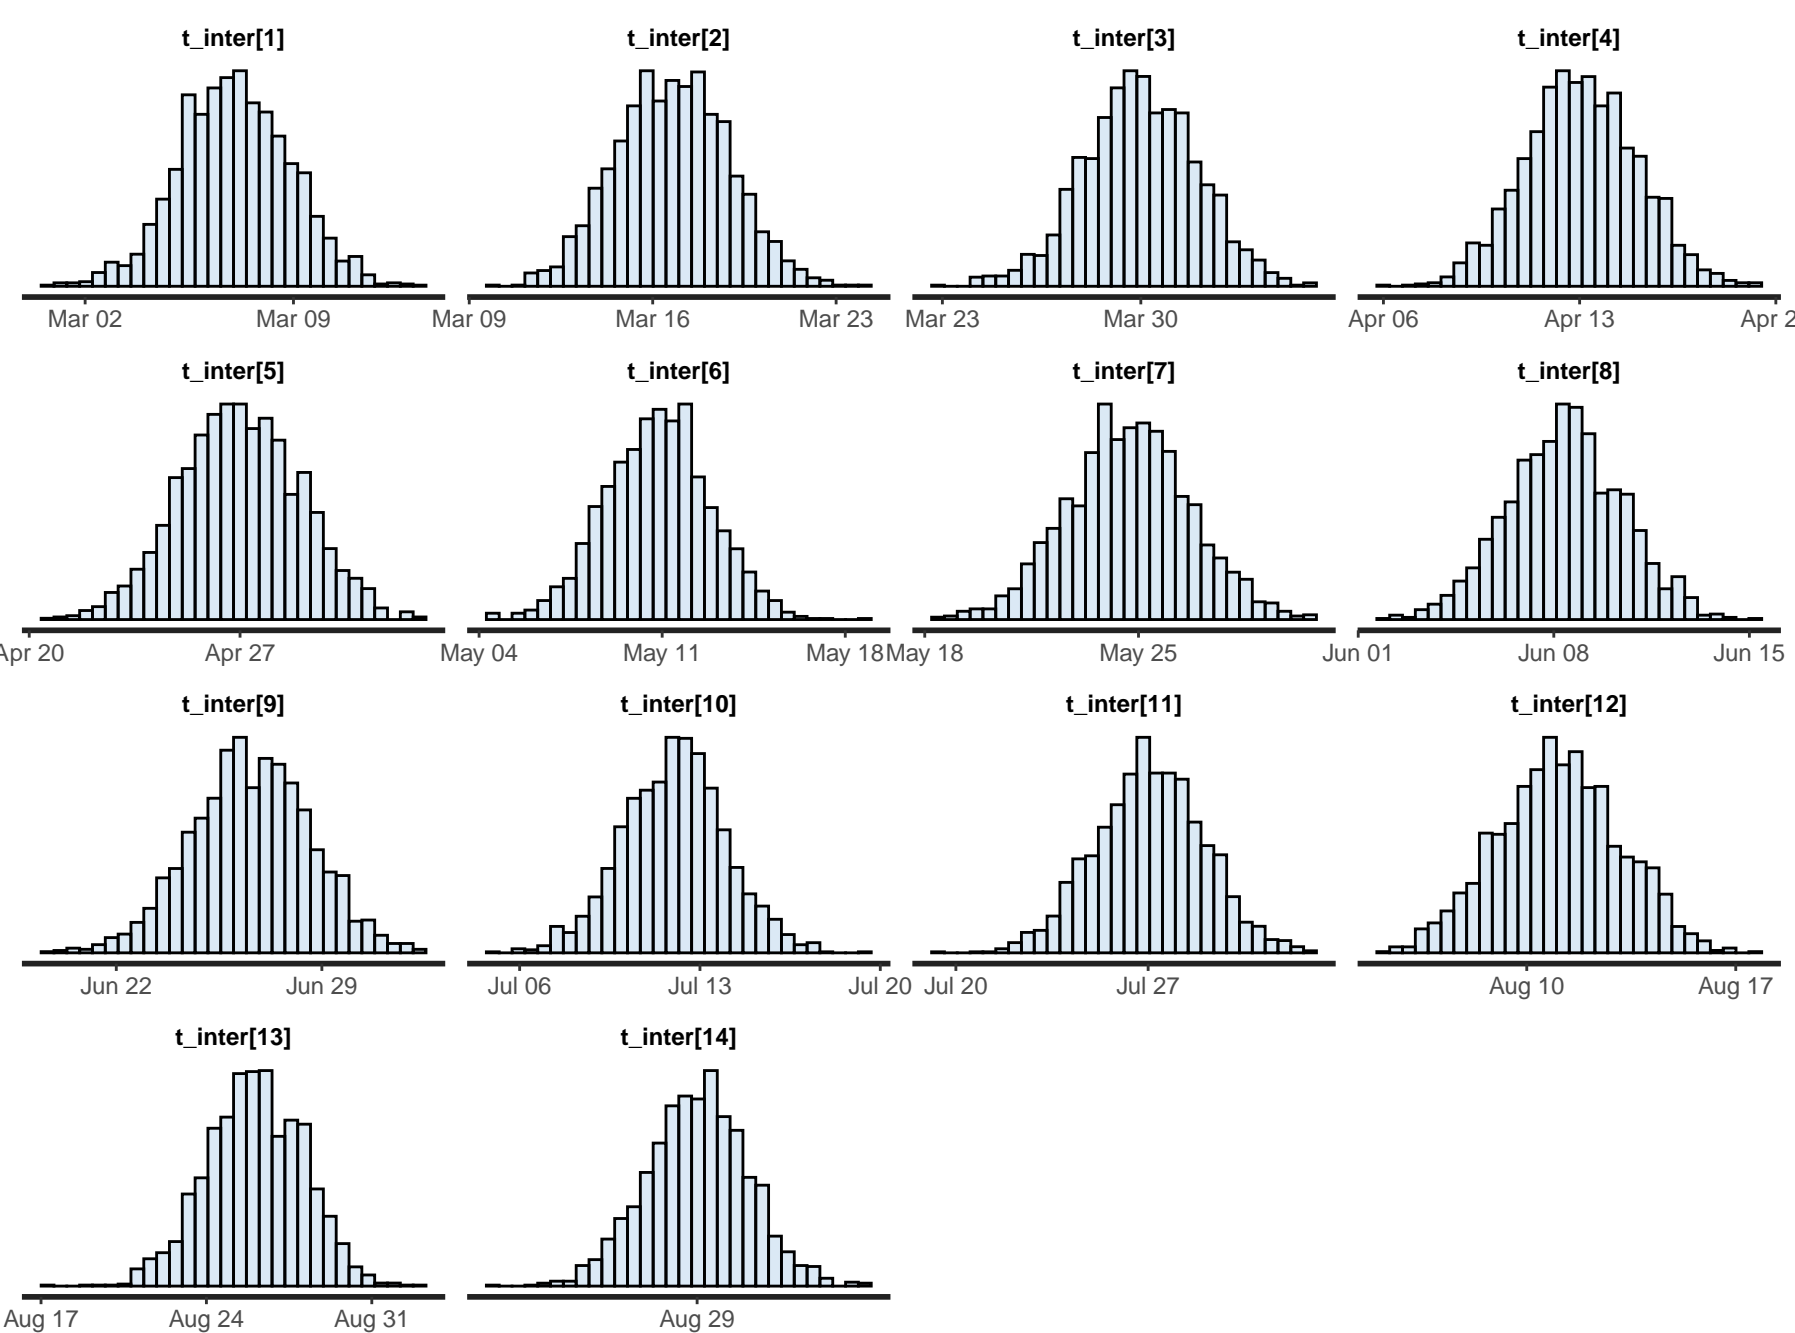 t_inter[1] t_inter[2] t_inter[3] t_inter[4]
Mar 02 Mar 09 Mar 09 Mar 16 Mar 23 Mar 23 Mar 30 Apr 06 Apr 13 Apr 2
t_inter[5] t_inter[6] t_inter[7] t_inter[8]
Apr 20 Apr 27 May 04 May 11 May 18 May 18 May 25 Jun 01 Jun 08 Jun 15
t_inter[9] t_inter[10] t_inter[11] t_inter[12]
Jun 22 Jun 29 Jul 06 Jul 13 Jul 20 Jul 20 Jul 27 Aug 10 Aug 17
t_inter[13] t_inter[14]
Aug 17 Aug 24 Aug 31 Aug 29